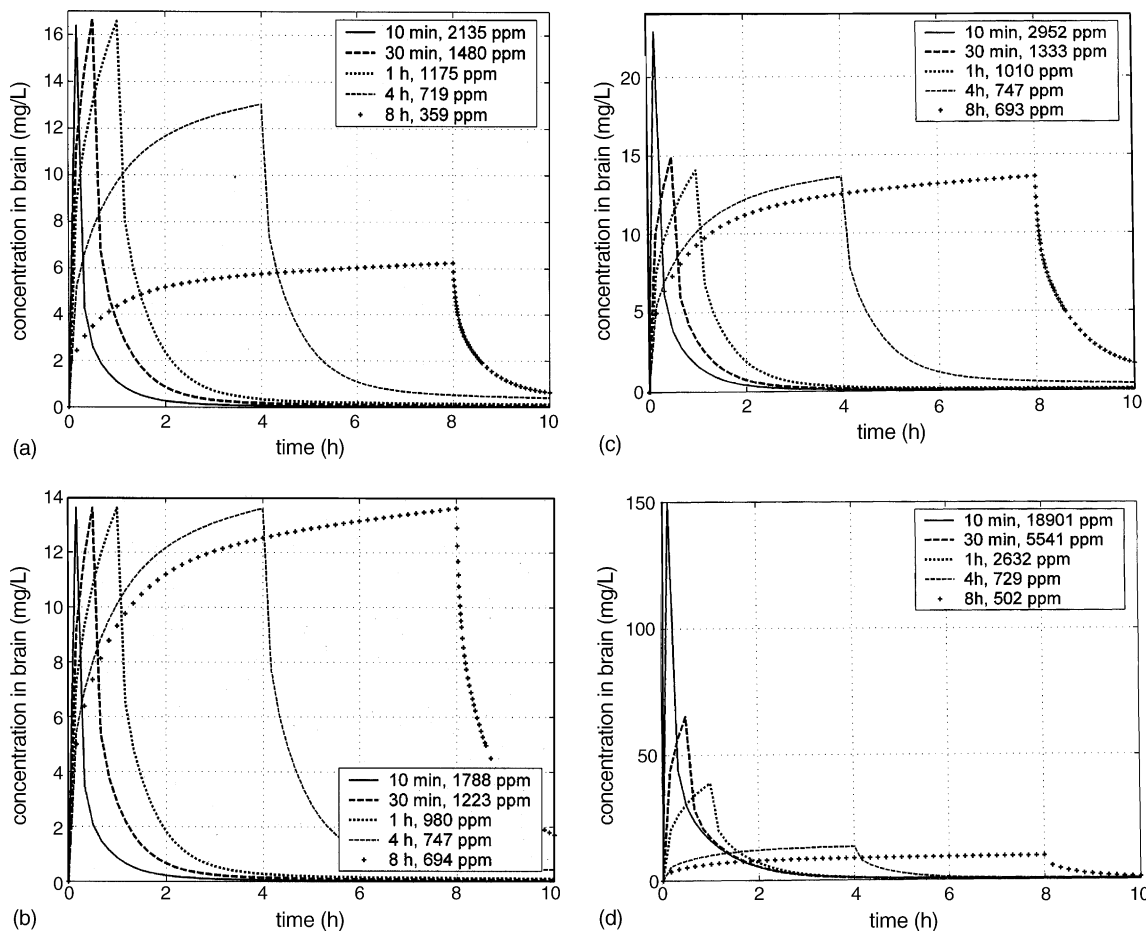 concentration in brain (mg/L)
16
14
12
10
8
6
4
2
0
10 min, 2135 ppm
30 min, 1480 ppm
1 h, 1175 ppm
4 h, 719 ppm
8 h, 359 ppm
0 2 4 6 8 10
time (h)
(a)
concentration in brain (mg/L)
20
15
10
5
0
10 min, 2952 ppm
30 min, 1333 ppm
1h, 1010 ppm
4h, 747 ppm
8h, 693 ppm
0 2 4 6 8 10
time (h)
(c)
concentration in brain (mg/L)
14
12
10
8
6
4
2
0
10 min, 1788 ppm
30 min, 1223 ppm
1 h, 980 ppm
4 h, 747 ppm
8 h, 694 ppm
0 2 4 6 8 10
time (h)
(b)
concentration in brain (mg/L)
150
100
50
0
10 min, 18901 ppm
30 min, 5541 ppm
1h, 2632 ppm
4h, 729 ppm
8h, 502 ppm
0 2 4 6 8 10
time (h)
(d)